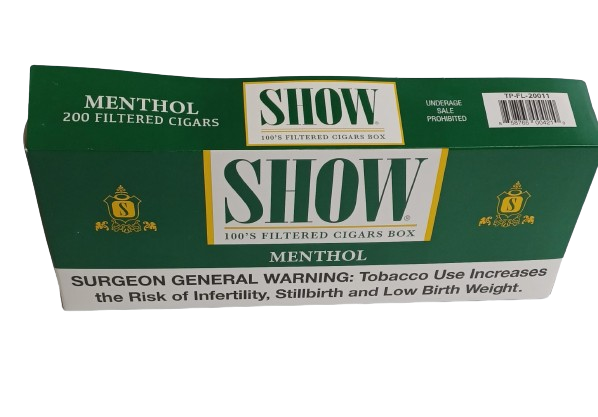 MENTHOL
200 FILTERED CIGARS
SHOW
100'S FILTERED CIGARS BOX
UNDERAGE
SALE
PROHIBITED
TP-FL-20011
SHOW®
100'S FILTERED CIGARS BOX
S
S
MENTHOL
SURGEON GENERAL WARNING: Tobacco Use Increases
the Risk of Infertility, Stillbirth and Low Birth Weight.